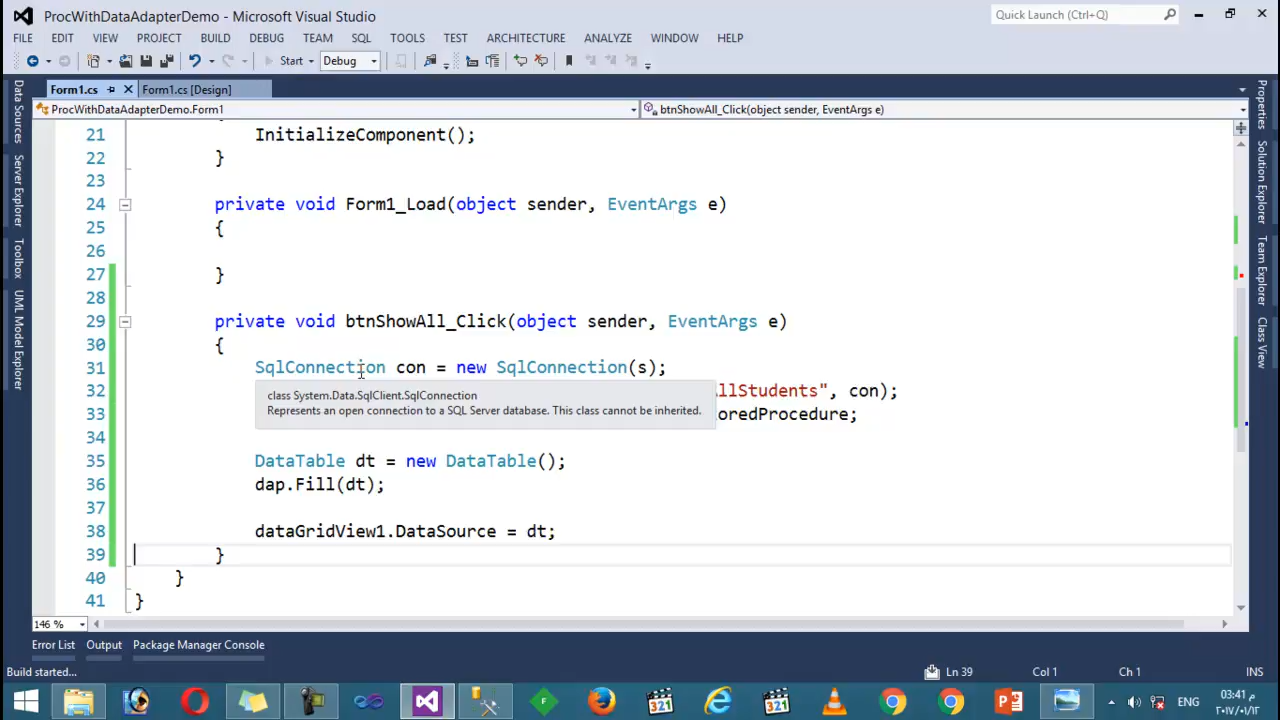 ProcWithDataAdapterDemo - Microsoft Visual Studio
Quick Launch (Ctrl+Q)
FILE EDIT VIEW PROJECT BUILD DEBUG TEAM SQL TOOLS TEST ARCHITECTURE ANALYZE WINDOW HELP
Start Debug
Form1.cs Form1.cs [Design]
ProcWithDataAdapterDemo.Form1 btnShowAll_Click(object sender, EventArgs e)
Data Sources
Server Explorer
Toolbox
UML Model Explorer
21 InitializeComponent();
22 }
23
24 private void Form1_Load(object sender, EventArgs e)
25 {
26
27 }
28
29 private void btnShowAll_Click(object sender, EventArgs e)
30 {
31 SqlConnection con = new SqlConnection(s);
32 llStudents", con);
class System.Data.SqlClient.SqlConnection
Represents an open connection to a SQL Server database. This class cannot be inherited.
33 oredProcedure;
34
35 DataTable dt = new DataTable();
36 dap.Fill(dt);
37
38 dataGridView1.DataSource = dt;
39 }
40 }
41 }
Properties
Solution Explorer
Team Explorer
Class View
146 %
Error List Output Package Manager Console
Build started... Ln 39 Col 1 Ch 1 INS
321 321 F
ENG
03:41 م
٢٠١٧/٠١/١٢